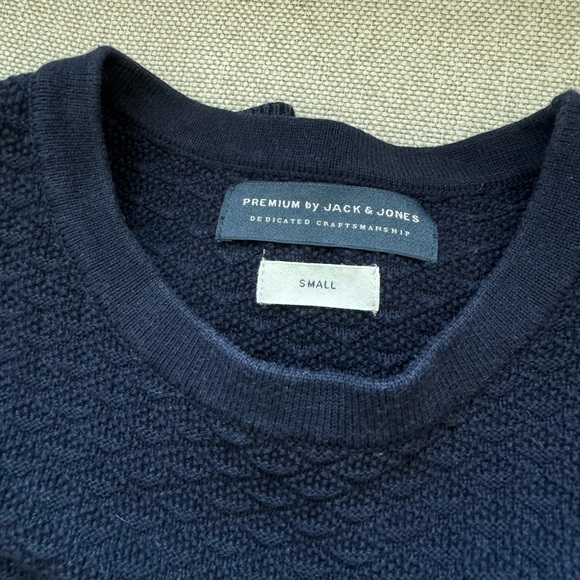 PREMIUM by JACK & JONES
DEDICATED CRAFTSMANSHIP
SMALL